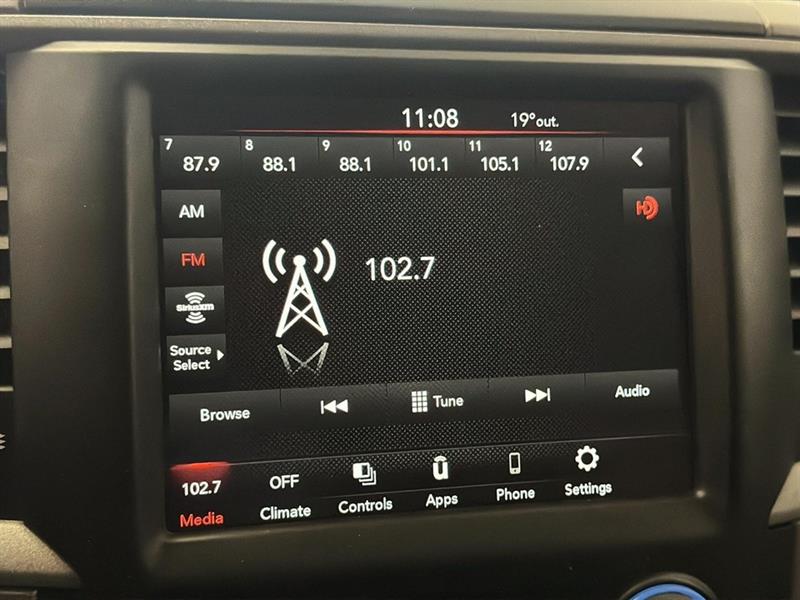 11:08 19° out.
7 87.9 8 88.1 9 88.1 10 101.1 11 105.1 12 107.9
AM
HD
FM
102.7
siriusxm
Source
Select
Browse Tune Audio
102.7 OFF
Media Climate Controls Apps Phone Settings